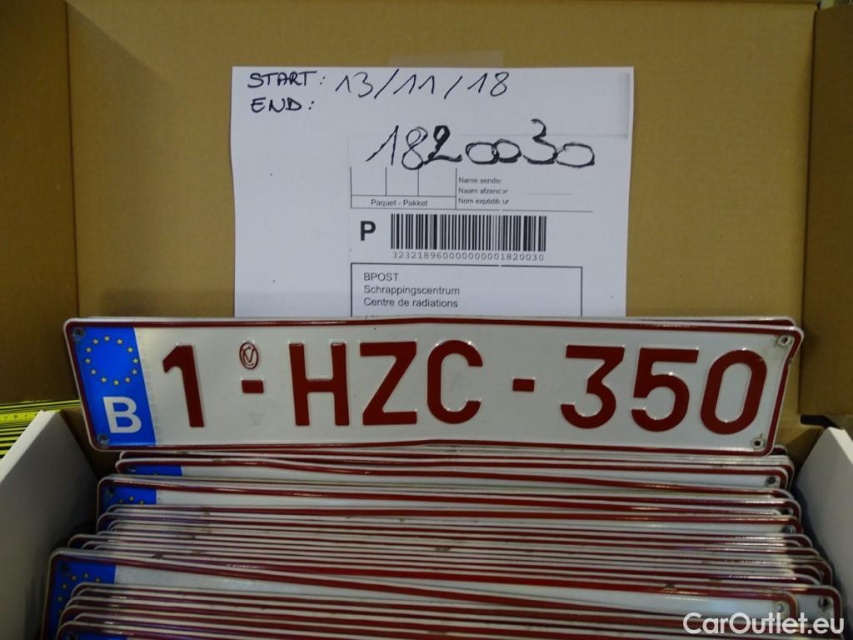 START: 13/11/18
END:
1820030
Name sender
Naam afzender
Paquet - Pakket
Nom expéditeur
P
323218960000000001820030
BPOST
Schrappingscentrum
Centre de radiations
1-HZC-350
B
CarOutlet.eu